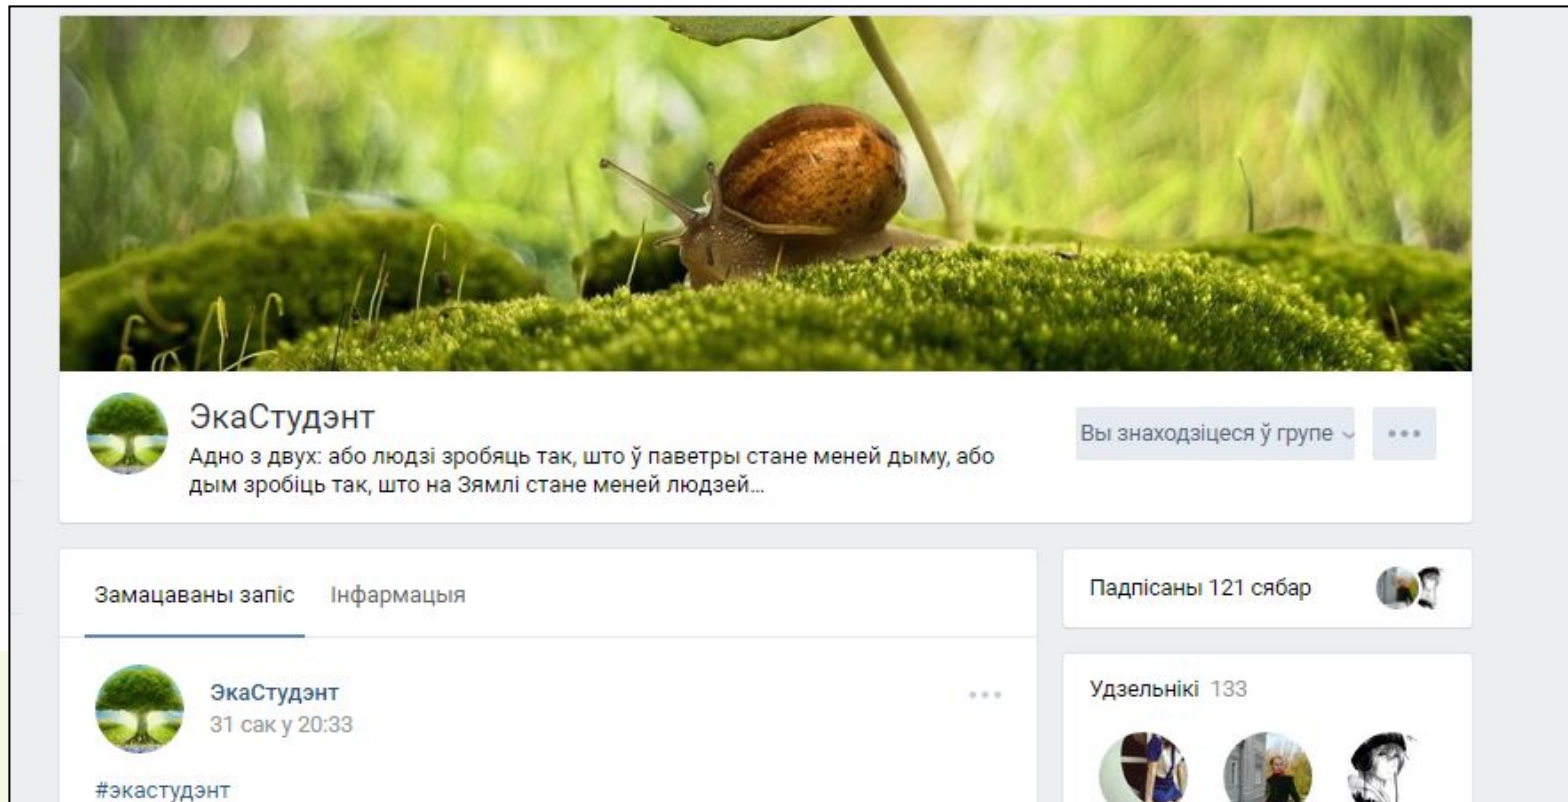 ЭкаСтудэнт
Адно з двух: або людзі зробяць так, што ў паветры стане меней дыму, або
дым зробіць так, што на Зямлі стане меней людзей...
Вы знаходзіцеся ў групе
Замацаваны запіс Інфармацыя
Падпісаны 121 сябар
ЭкаСтудэнт
31 сак у 20:33
Удзельнікі 133
#экастудэнт